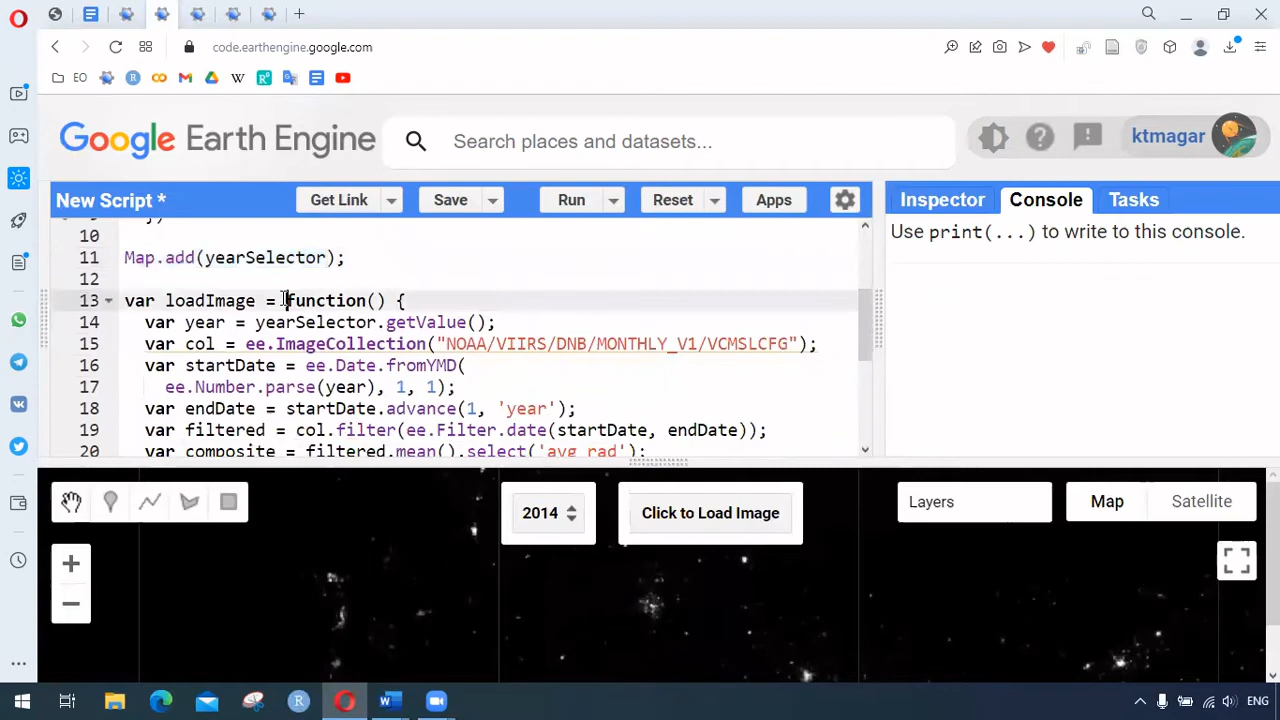 code.earthengine.google.com
EO
Google Earth Engine
Search places and datasets...
ktmagar
New Script *
Get Link
Save
Run
Reset
Apps
Inspector
Console
Tasks
10
11 Map.add(yearSelector);
12
13 var loadImage = function() {
14 var year = yearSelector.getValue();
15 var col = ee.ImageCollection("NOAA/VIIRS/DNB/MONTHLY_V1/VCMSLCFG");
16 var startDate = ee.Date.fromYMD(
17 ee.Number.parse(year), 1, 1);
18 var endDate = startDate.advance(1, 'year');
19 var filtered = col.filter(ee.Filter.date(startDate, endDate));
20 var composite = filtered.mean().select('avg_rad');
Use print(...) to write to this console.
2014
Click to Load Image
Layers
Map
Satellite
ENG